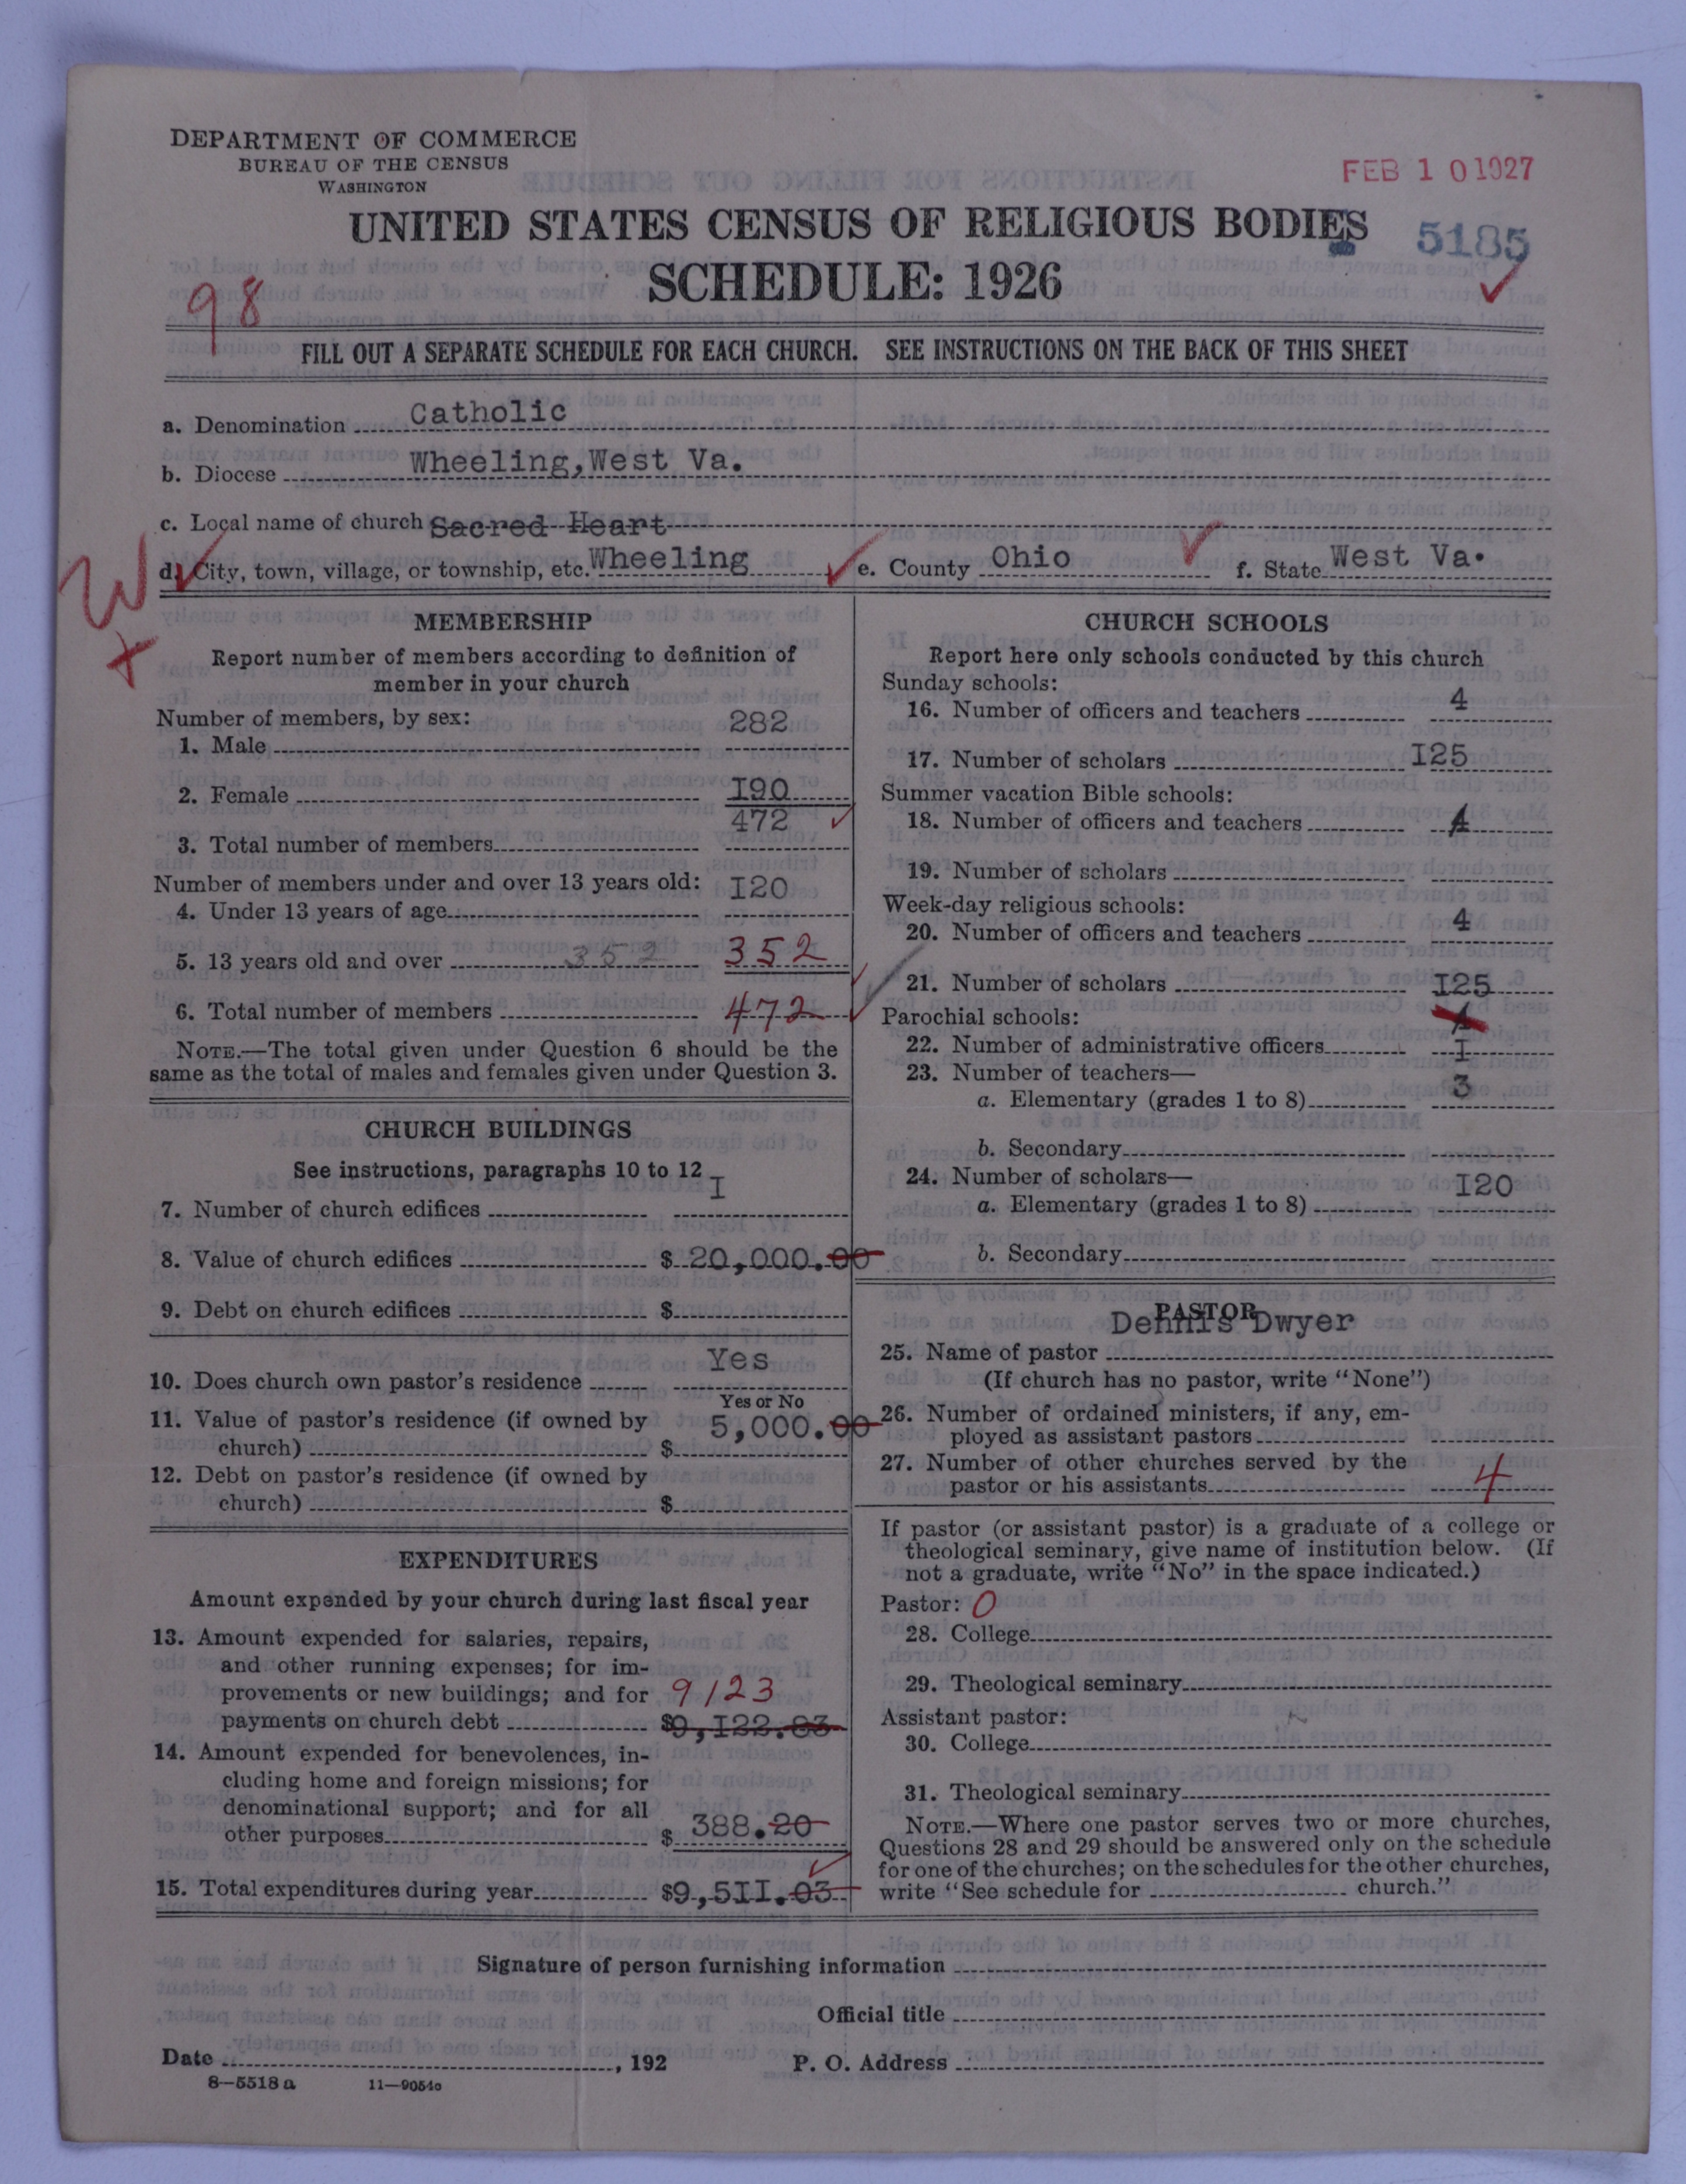 DEPARTMENT OF COMMERCE
BUREAU OF THE CENSUS
WASHINGTON
FEB 10 1927
UNITED STATES CENSUS OF RELIGIOUS BODIES
5185
SCHEDULE: 1926
98
FILL OUT A SEPARATE SCHEDULE FOR EACH CHURCH. SEE INSTRUCTIONS ON THE BACK OF THIS SHEET
a. Denomination Catholic
b. Diocese Wheeling, West Va.
c. Local name of church Sacred Heart
d. City, town, village, or township, etc. Wheeling e. County Ohio f. State West Va.
W
MEMBERSHIP
Report number of members according to definition of
member in your church
Number of members, by sex:
1. Male 282
2. Female I90
3. Total number of members 472
Number of members under and over 13 years old:
4. Under 13 years of age I20
5. 13 years old and over 352 352
6. Total number of members 472
NOTE.—The total given under Question 6 should be the
same as the total of males and females given under Question 3.
CHURCH BUILDINGS
See instructions, paragraphs 10 to 12
7. Number of church edifices I
8. Value of church edifices $ 20,000.00
9. Debt on church edifices $
10. Does church own pastor's residence Yes
Yes or No
11. Value of pastor's residence (if owned by
church) $ 5,000.00
12. Debt on pastor's residence (if owned by
church) $
EXPENDITURES
Amount expended by your church during last fiscal year
13. Amount expended for salaries, repairs,
and other running expenses; for im-
provements or new buildings; and for 9123
payments on church debt $9,I22.83
14. Amount expended for benevolences, in-
cluding home and foreign missions; for
denominational support; and for all
other purposes $ 388.20
15. Total expenditures during year $9,5II.03
CHURCH SCHOOLS
Report here only schools conducted by this church
Sunday schools:
16. Number of officers and teachers 4
17. Number of scholars I25
Summer vacation Bible schools:
18. Number of officers and teachers 4
19. Number of scholars
Week-day religious schools:
20. Number of officers and teachers 4
21. Number of scholars I25
Parochial schools:
22. Number of administrative officers I
23. Number of teachers—
a. Elementary (grades 1 to 8) 3
b. Secondary
24. Number of scholars—
a. Elementary (grades 1 to 8) I20
b. Secondary
PASTOR
25. Name of pastor Dennis Dwyer
(If church has no pastor, write "None")
26. Number of ordained ministers, if any, em-
ployed as assistant pastors
27. Number of other churches served by the
pastor or his assistants 4
If pastor (or assistant pastor) is a graduate of a college or
theological seminary, give name of institution below. (If
not a graduate, write "No" in the space indicated.)
Pastor: 0
28. College
29. Theological seminary
Assistant pastor:
30. College
31. Theological seminary
NOTE.—Where one pastor serves two or more churches,
Questions 28 and 29 should be answered only on the schedule
for one of the churches; on the schedules for the other churches,
write "See schedule for church."
Signature of person furnishing information
Official title
Date , 192 P. O. Address
8—5518 a 11—9054c